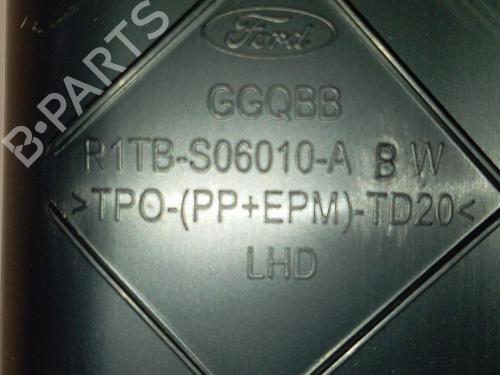 Ford
GGQBB
R1TB-S06010-A B W
>TPO-(PP+EPM)-TD20<
LHD
B-PARTS